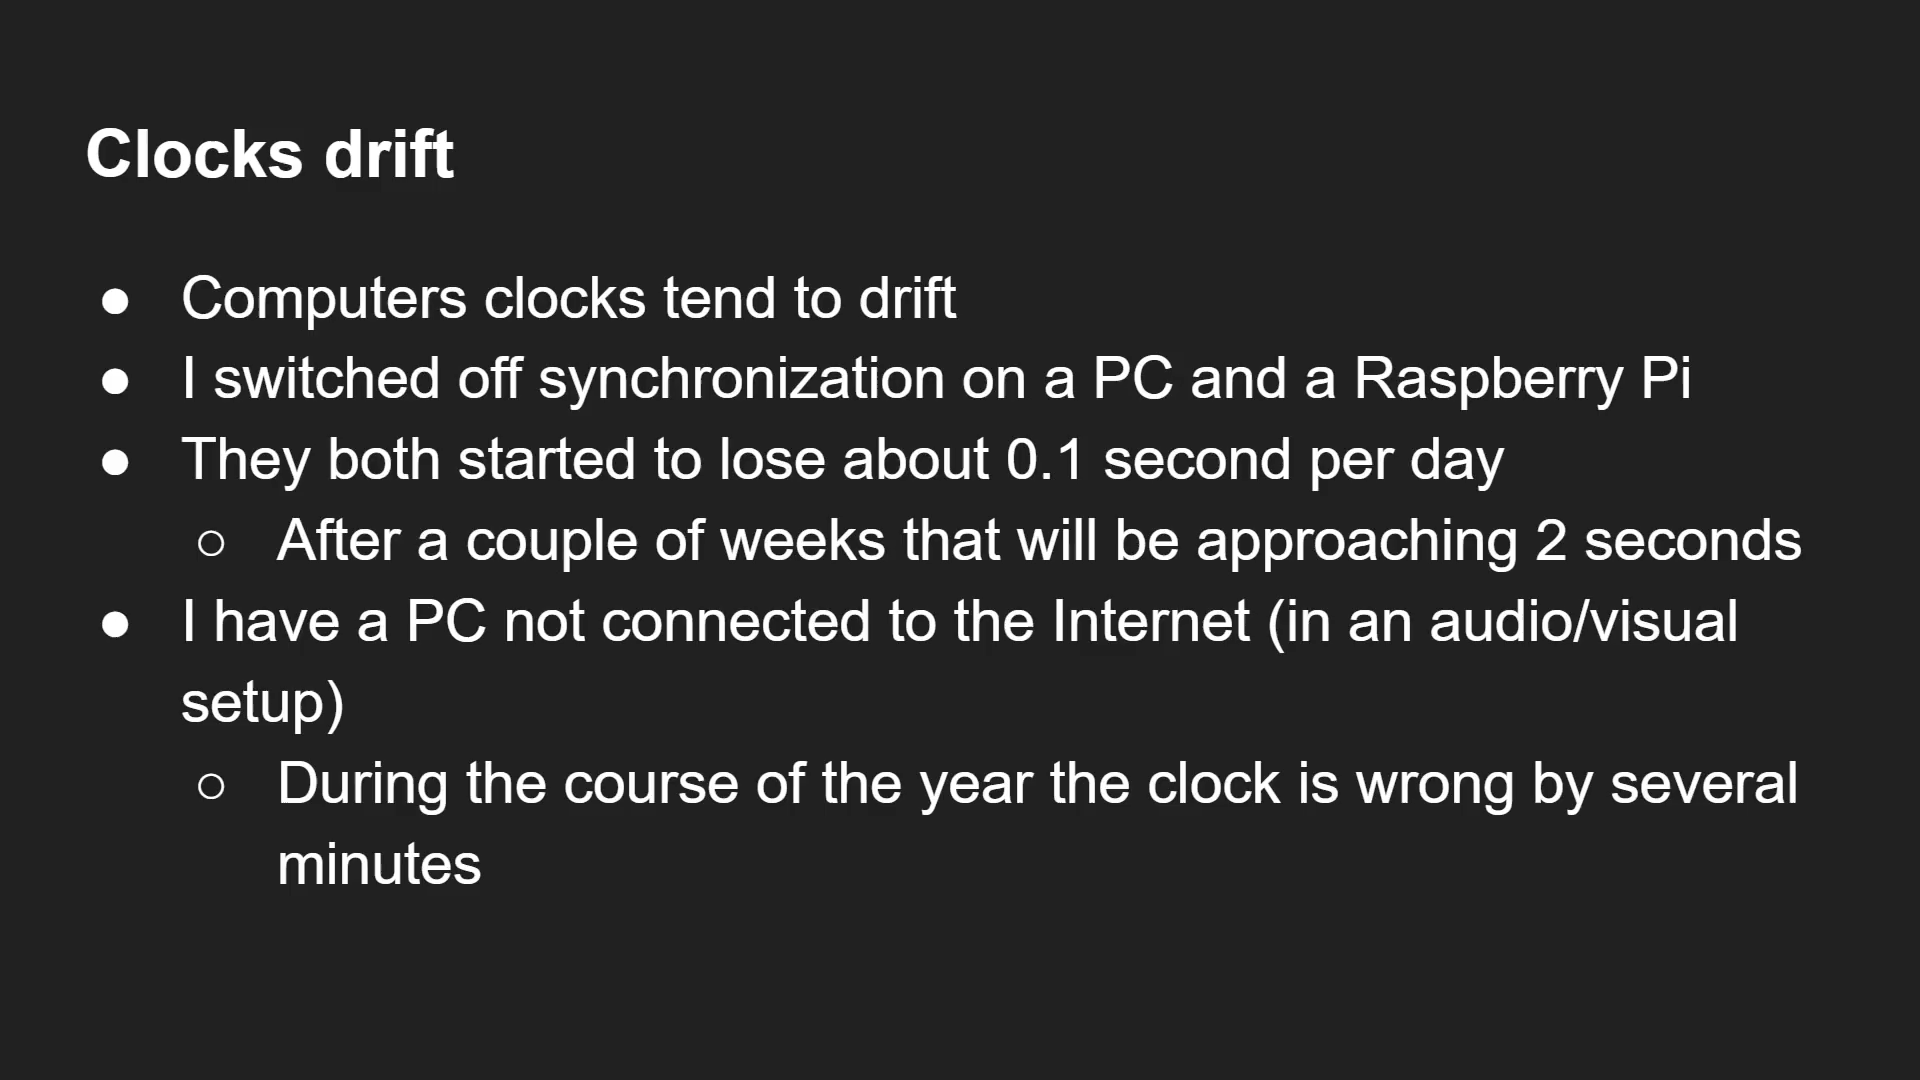 Clocks drift
● Computers clocks tend to drift
● I switched off synchronization on a PC and a Raspberry Pi
● They both started to lose about 0.1 second per day
○ After a couple of weeks that will be approaching 2 seconds
● I have a PC not connected to the Internet (in an audio/visual
setup)
○ During the course of the year the clock is wrong by several
minutes